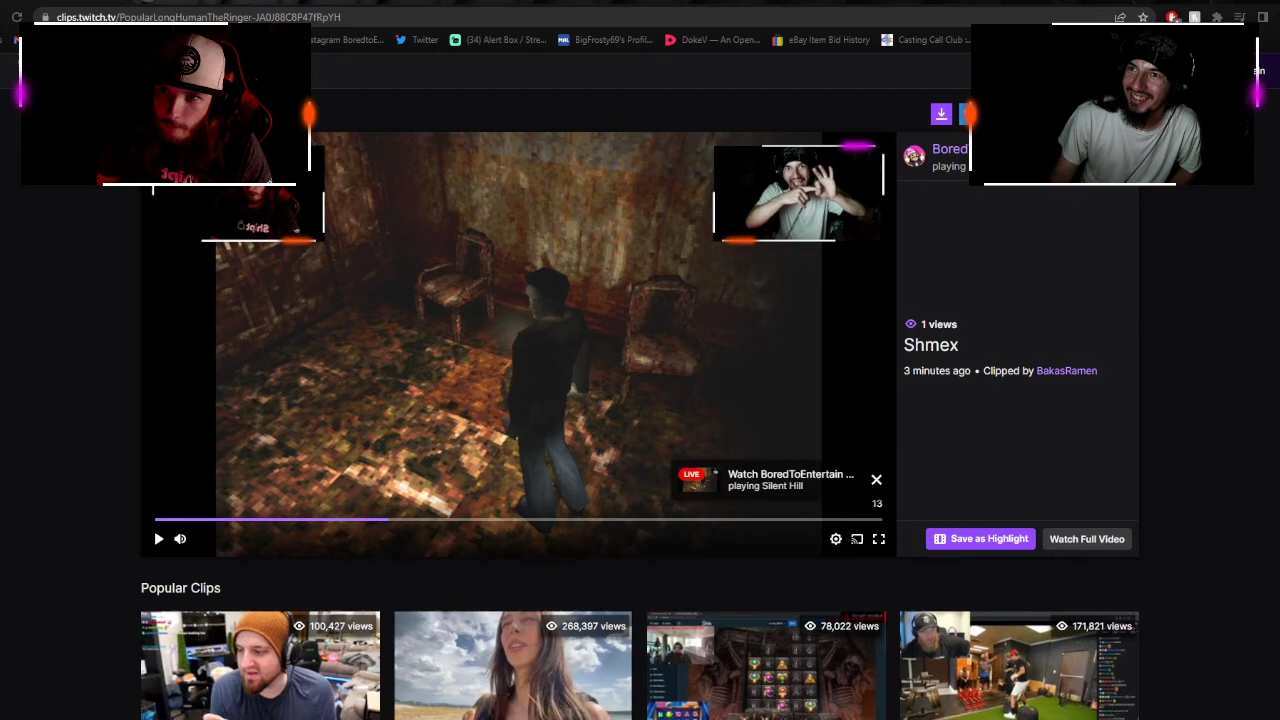 clips.twitch.tv/PopularLongHumanTheRinger-JA0J88C8P47fRpYH
stagram BoredtoE...
Twitter
(34) Alert Box / Stre...
MAL
BigFrosty69's Profil...
DokeV — An Open...
eBay Item Bid History
Casting Call Club :..
Bored
playing
LIVE
Watch BoredToEntertain ...
playing Silent Hill
13
1 views
Shmex
3 minutes ago • Clipped by BakasRamen
Save as Highlight
Watch Full Video
Popular Clips
100,427 views
268,397 views
78,022 views
171,821 views